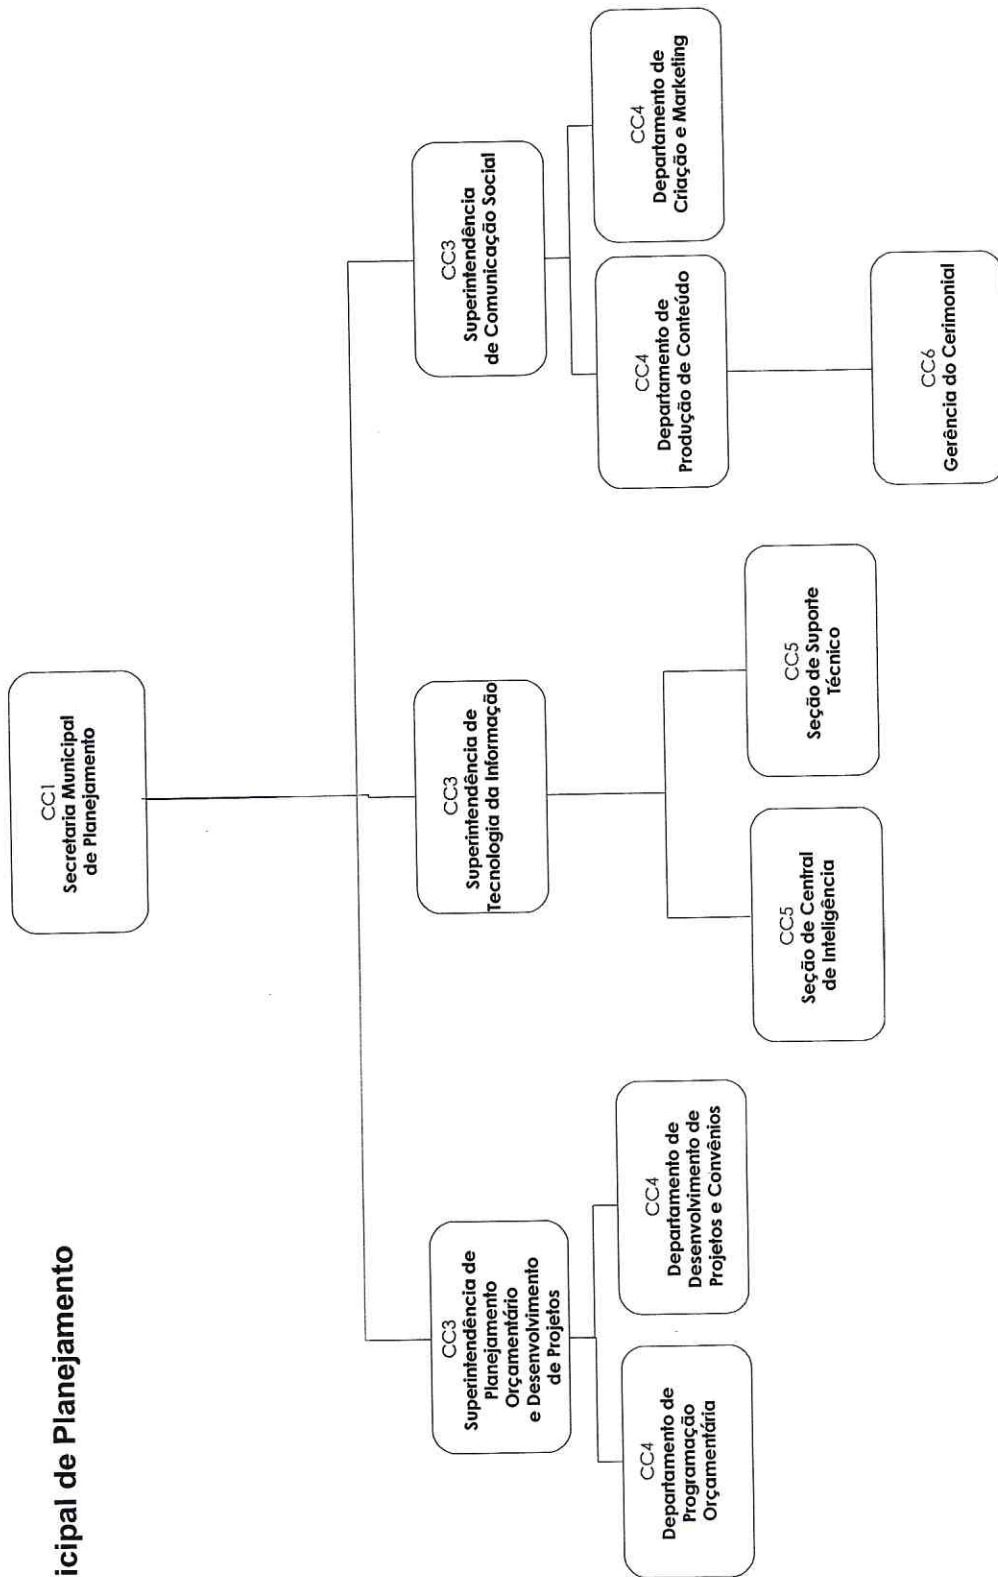 icipal de Planejamento
CC1
Secretaria Municipal
de Planejamento
CC3
Superintendência de
Planejamento
Orçamentário
e Desenvolvimento
de Projetos
CC4
Departamento de
Programação
Orçamentária
CC4
Departamento de
Desenvolvimento de
Projetos e Convênios
CC3
Superintendência de
Tecnologia da Informação
CC5
Seção de Central
de Inteligência
CC5
Seção de Suporte
Técnico
CC3
Superintendência
de Comunicação Social
CC4
Departamento de
Produção de Conteúdo
CC4
Departamento de
Criação e Marketing
CC6
Gerência do Cerimonial